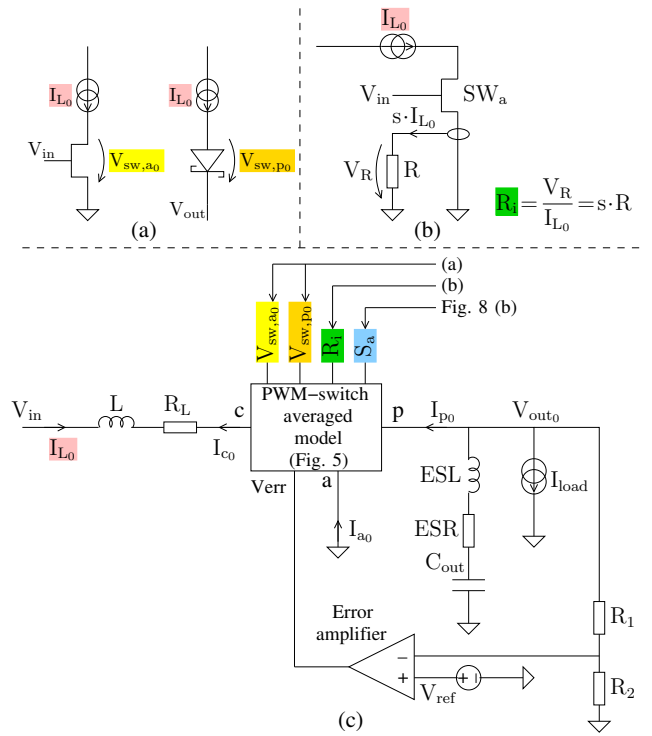 I_L0
I_L0
V_in
V_sw,a0
V_sw,p0
V_out
(a)
I_L0
V_in
SW_a
s·I_L0
V_R
R
(b)
R_i = V_R / I_L0 = s·R
(a)
(b)
Fig. 8 (b)
V_sw,a0
V_sw,p0
R_i
S_a
V_in
L
R_L
c
PWM−switch
averaged
model
(Fig. 5)
p
I_p0
V_out0
I_L0
I_c0
Verr
a
I_a0
ESL
I_load
ESR
C_out
Error
amplifier
R_1
−
+
V_ref
+ −
R_2
(c)